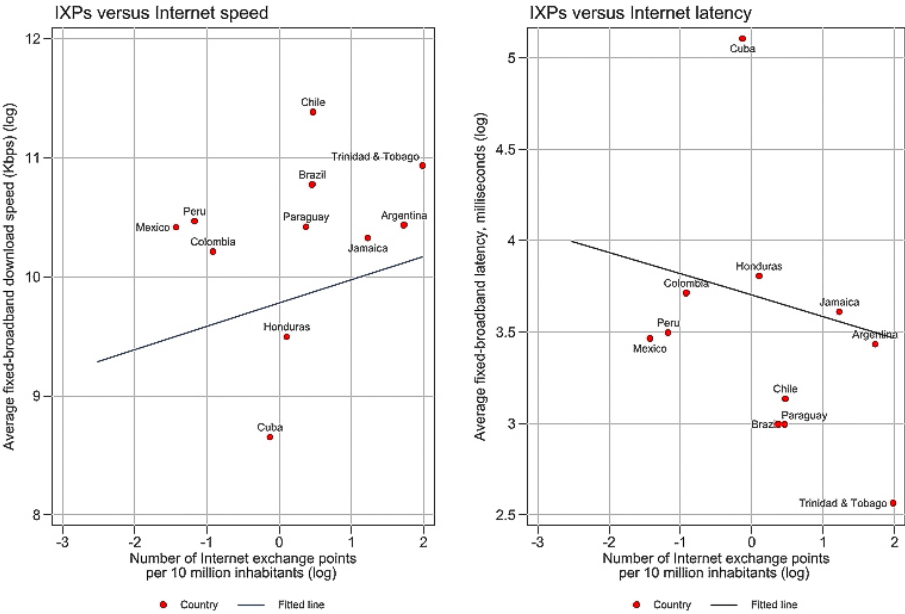 IXPs versus Internet speed
Average fixed-broadband download speed (Kbps) (log)
12
11
10
9
8
Chile
Trinidad & Tobago
Brazil
Peru
Mexico
Paraguay
Argentina
Colombia
Jamaica
Honduras
Cuba
-3 -2 -1 0 1 2
Number of Internet exchange points
per 10 million inhabitants (log)
Country Fitted line
IXPs versus Internet latency
Average fixed-broadband latency, milliseconds (log)
5
4.5
4
3.5
3
2.5
Cuba
Honduras
Colombia
Jamaica
Peru
Argentina
Mexico
Chile
Paraguay
Brazil
Trinidad & Tobago
-3 -2 -1 0 1 2
Number of Internet exchange points
per 10 million inhabitants (log)
Country Fitted line